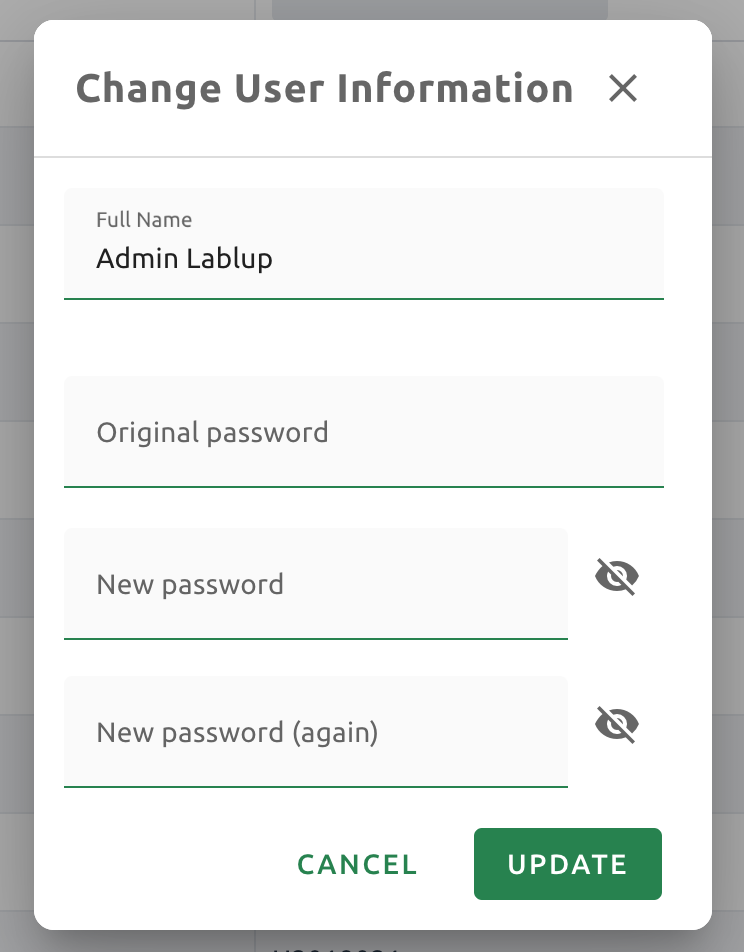 Change User Information
Full Name
Admin Lablup
Original password
New password
New password (again)
CANCEL
UPDATE